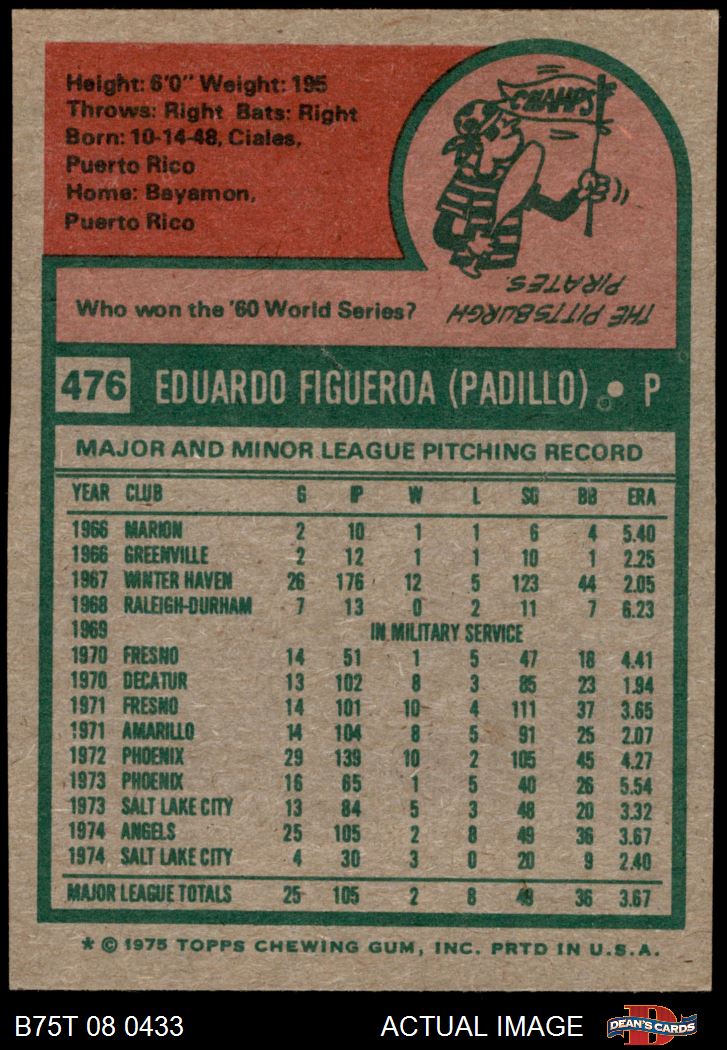 Height: 6'0" Weight: 195
Throws: Right Bats: Right
Born: 10-14-48, Ciales,
Puerto Rico
Home: Bayamon,
Puerto Rico
CHAMPS
Who won the '60 World Series?
THE PITTSBURGH
PIRATES
476 EDUARDO FIGUEROA (PADILLO) • P
MAJOR AND MINOR LEAGUE PITCHING RECORD
YEAR CLUB G IP W L SO BB ERA
1966 MARION 2 10 1 1 6 4 5.40
1966 GREENVILLE 2 12 1 1 10 1 2.25
1967 WINTER HAVEN 26 176 12 5 123 44 2.05
1968 RALEIGH-DURHAM 7 13 0 2 11 7 6.23
1969 IN MILITARY SERVICE
1970 FRESNO 14 51 1 5 47 18 4.41
1970 DECATUR 13 102 8 3 85 23 1.94
1971 FRESNO 14 101 10 4 111 37 3.65
1971 AMARILLO 14 104 8 5 91 25 2.07
1972 PHOENIX 29 139 10 2 105 45 4.27
1973 PHOENIX 16 65 1 5 40 26 5.54
1973 SALT LAKE CITY 13 84 5 3 48 20 3.32
1974 ANGELS 25 105 2 8 49 36 3.67
1974 SALT LAKE CITY 4 30 3 0 20 9 2.40
MAJOR LEAGUE TOTALS 25 105 2 8 49 36 3.67
* © 1975 TOPPS CHEWING GUM, INC. PRTD IN U.S.A.
B75T 08 0433 ACTUAL IMAGE DEAN'S CARDS